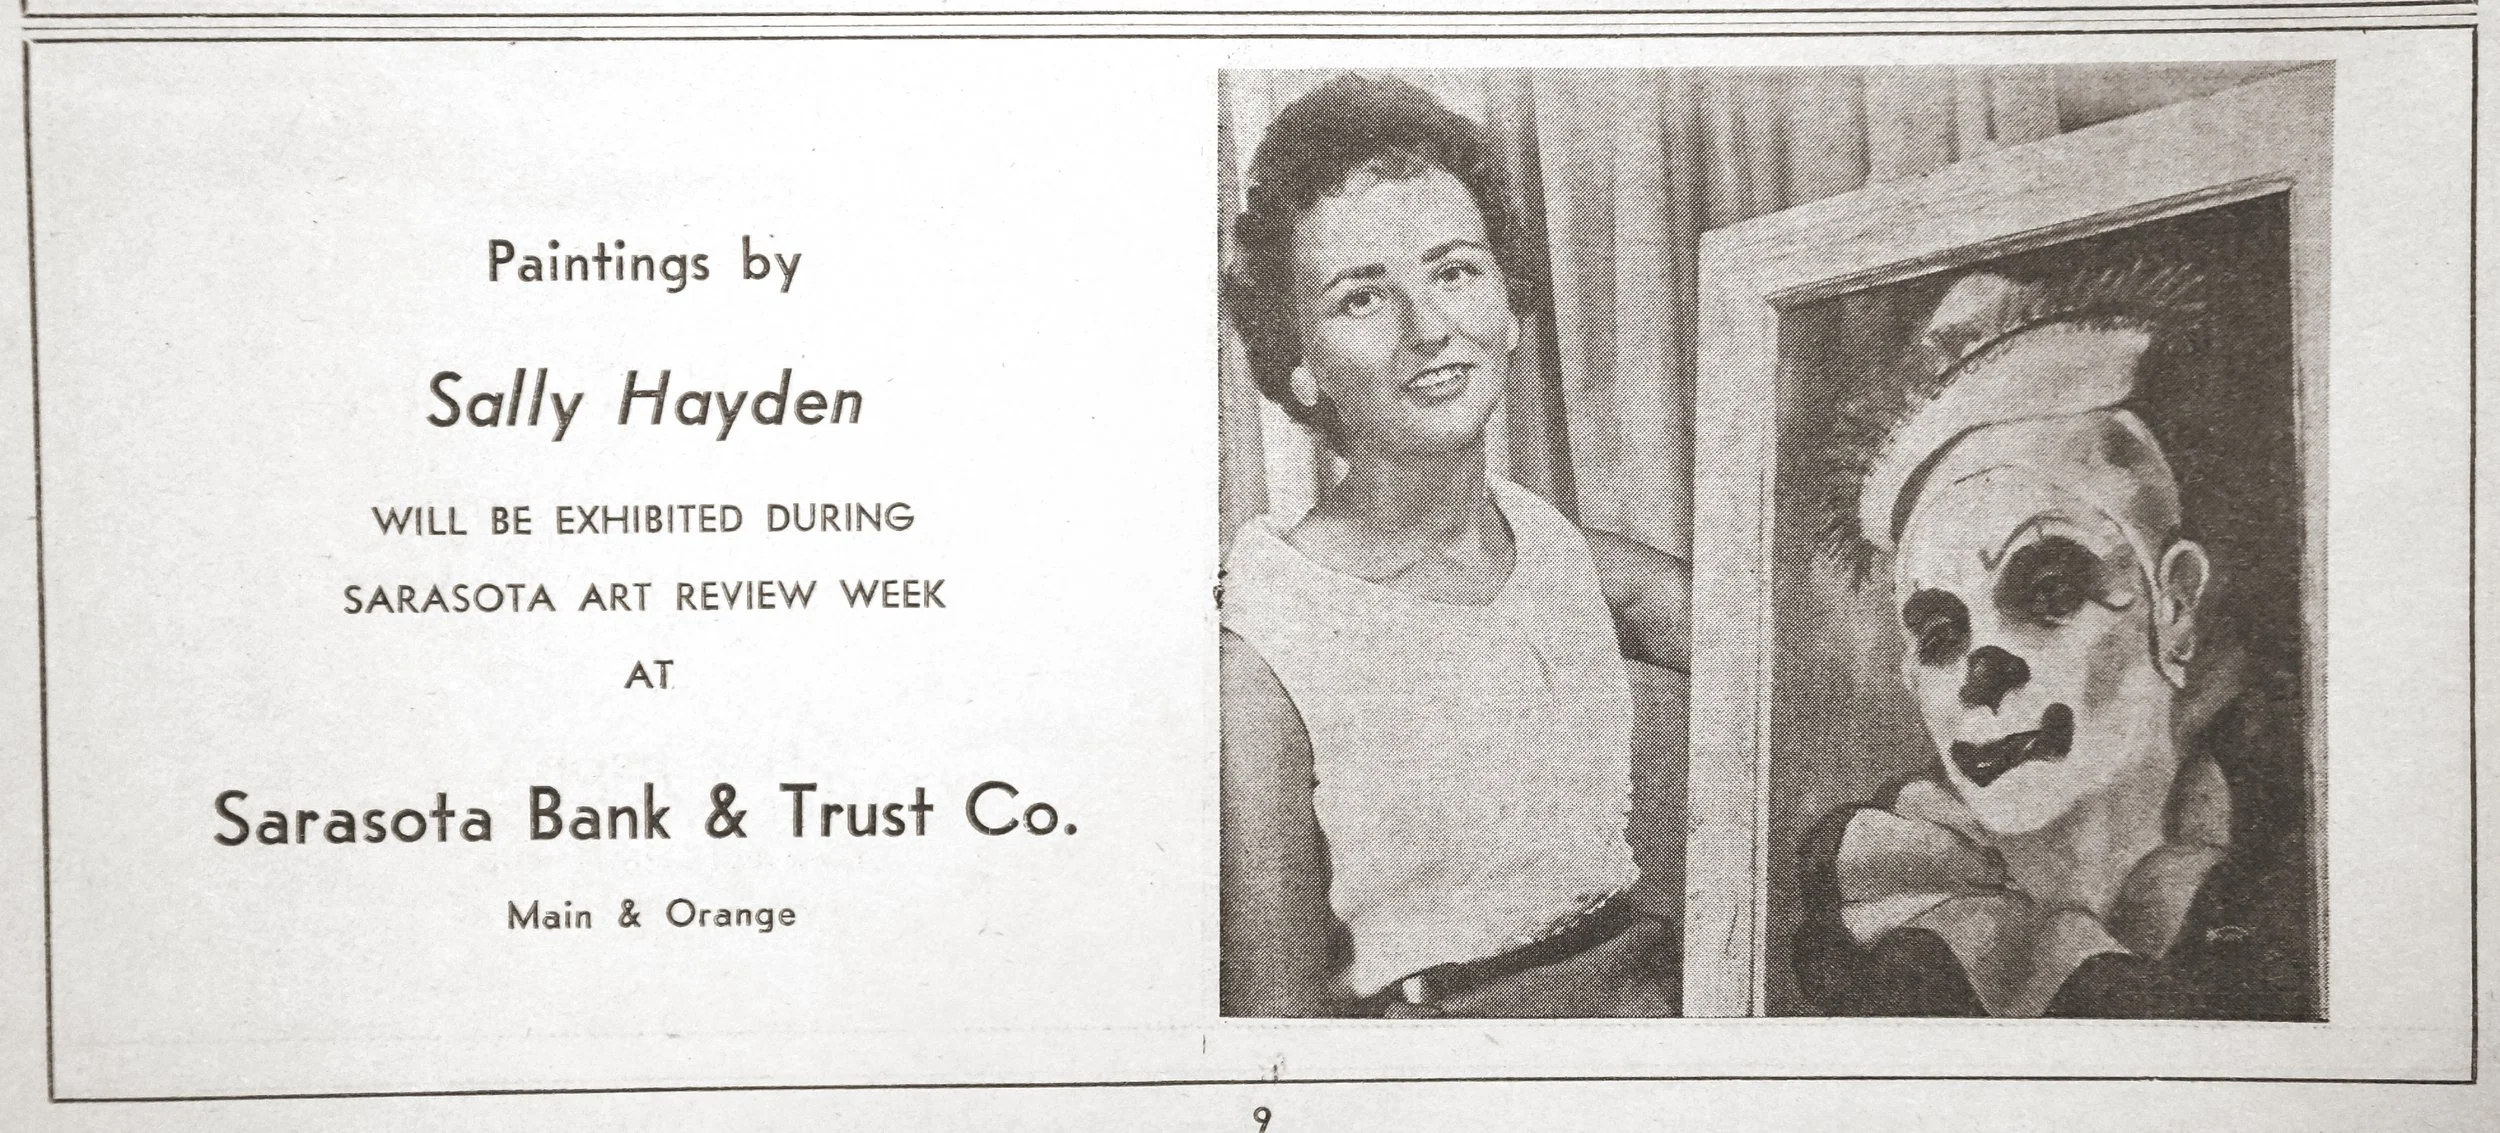 Paintings by
Sally Hayden
WILL BE EXHIBITED DURING
SARASOTA ART REVIEW WEEK
AT
Sarasota Bank & Trust Co.
Main & Orange
9